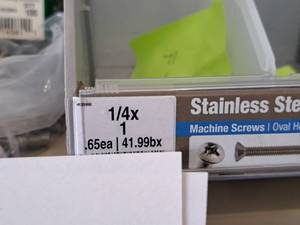 1/4x
1
.65ea | 41.99bx
Stainless Ste
Machine Screws | Oval H